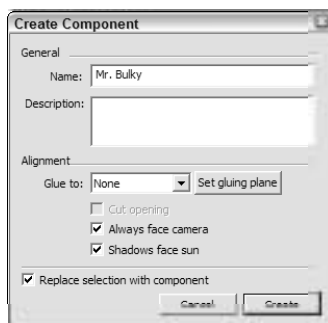 Create Component
General
Name: Mr. Bulky
Description:
Alignment
Glue to: None Set gluing plane
Cut opening
Always face camera
Shadows face sun
Replace selection with component
Cancel Create